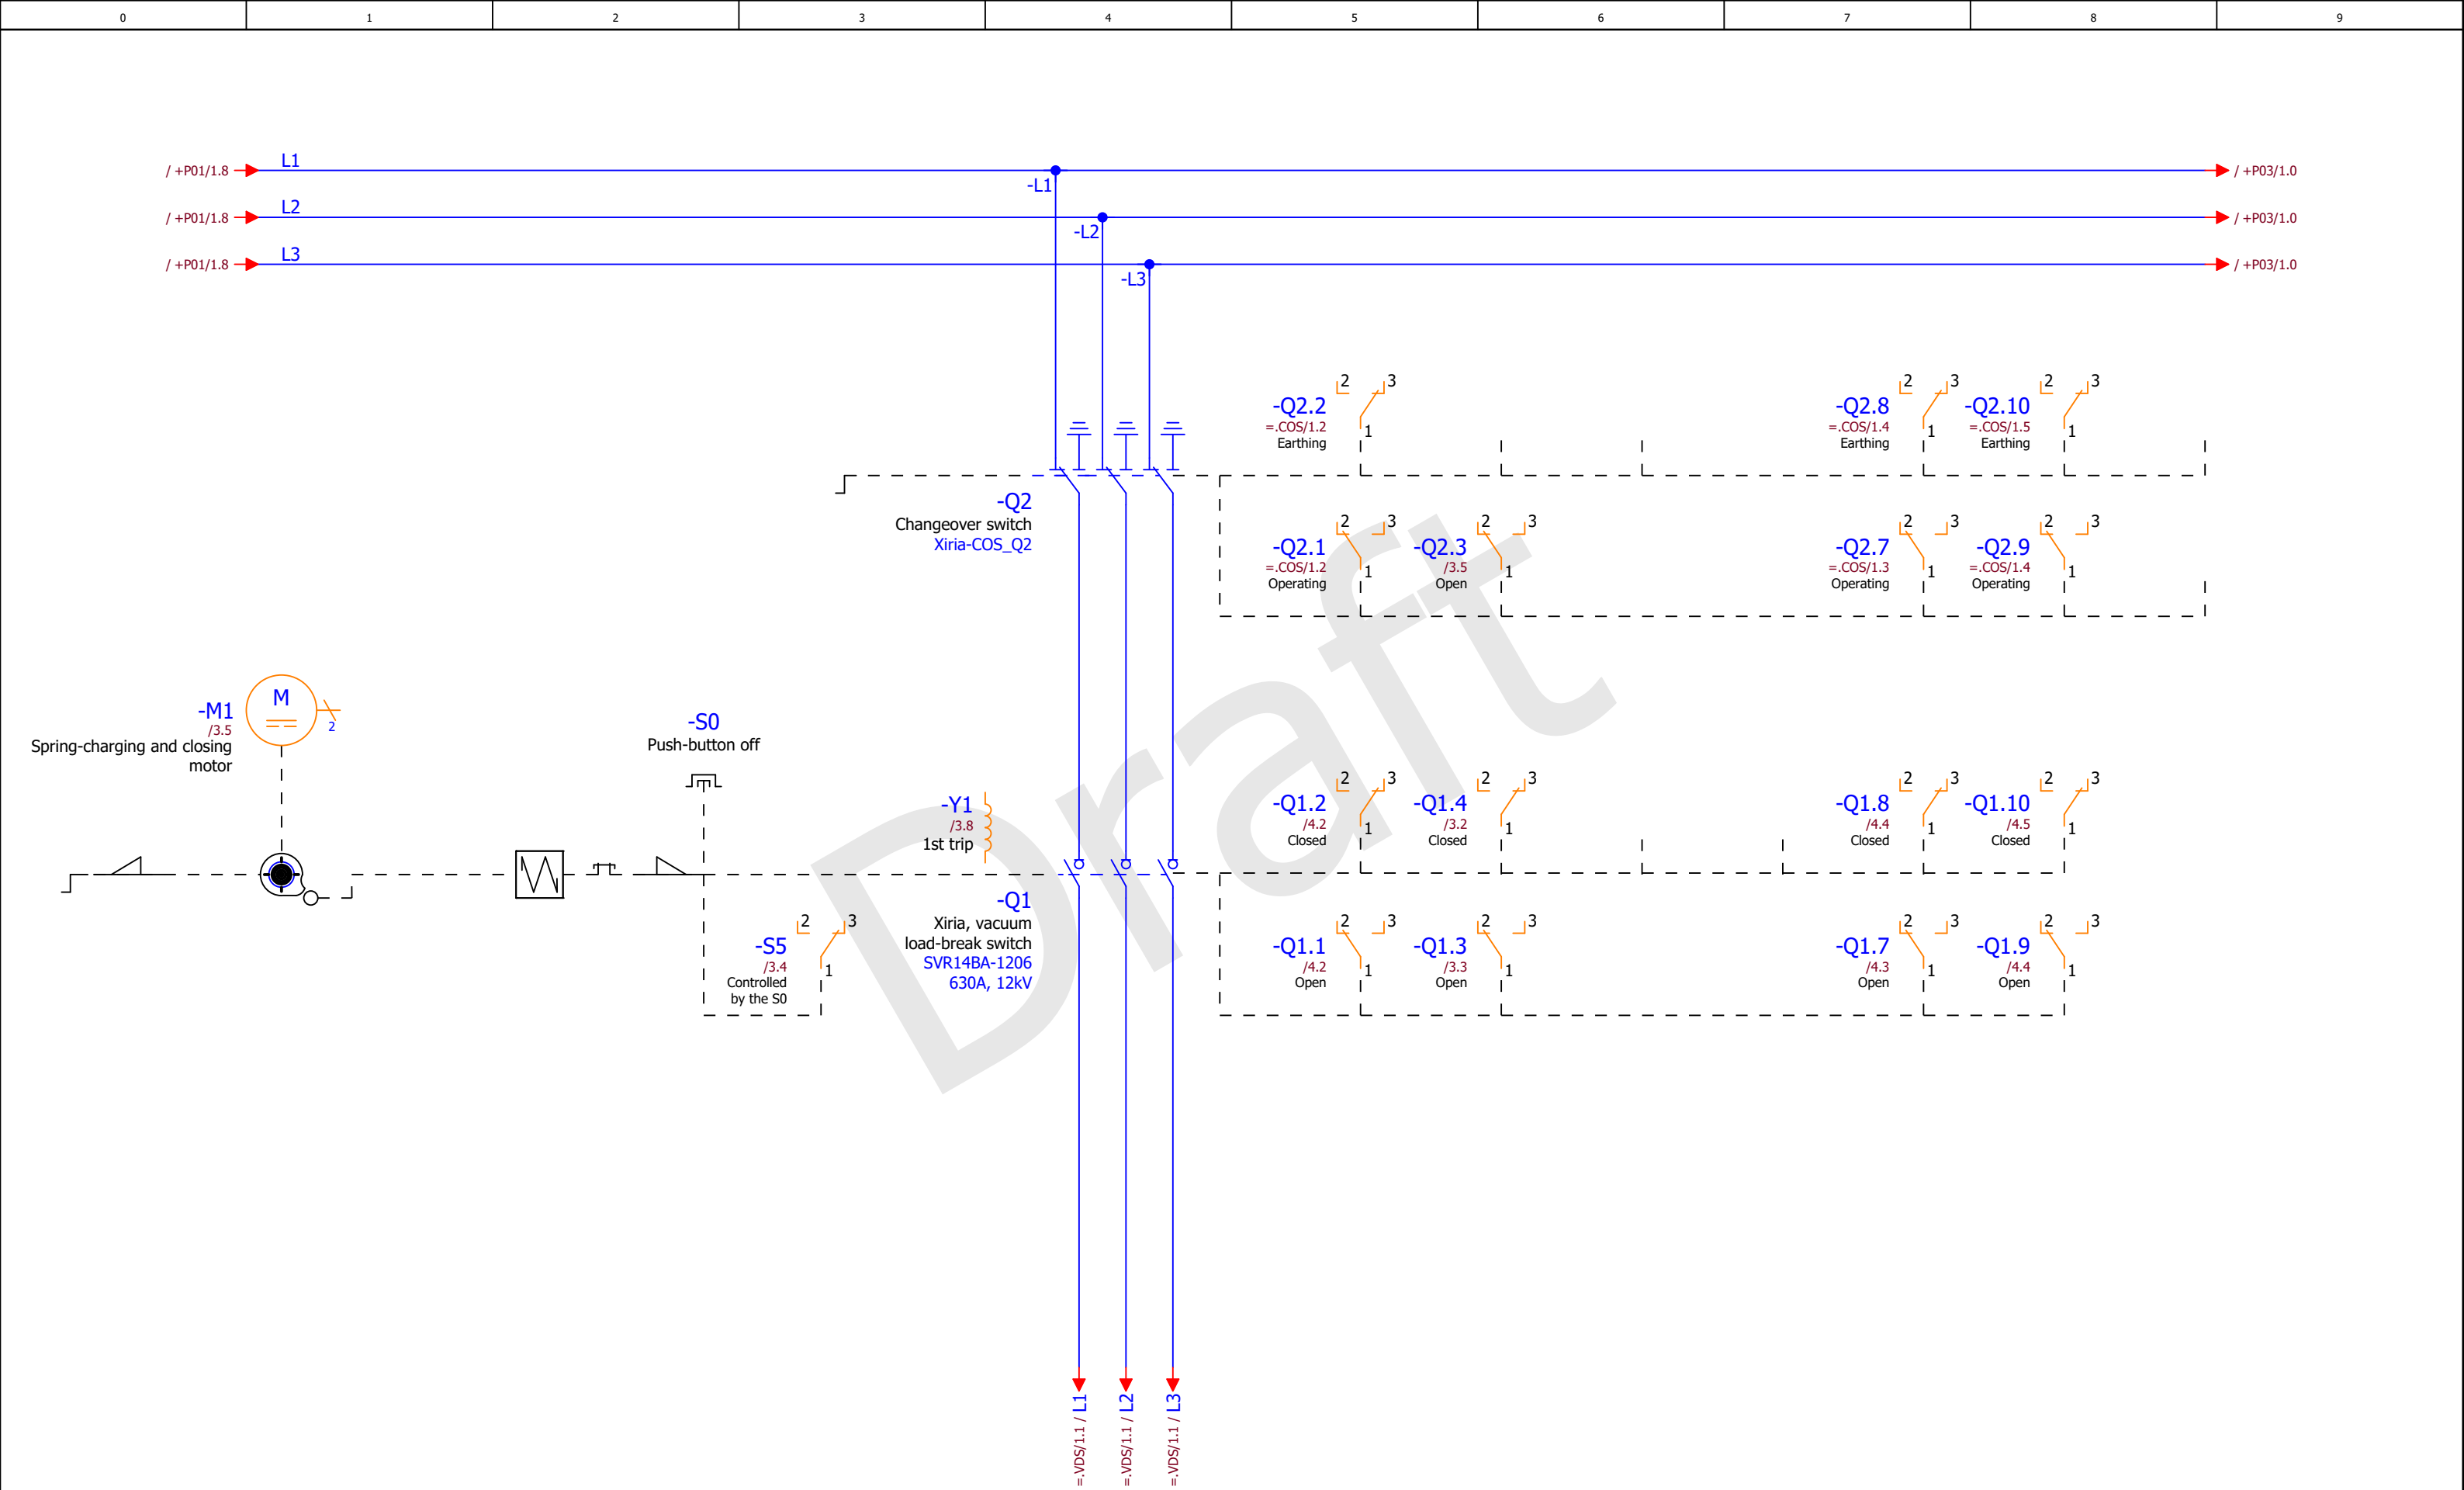 0 1 2 3 4 5 6 7 8 9
/ +P01/1.8 L1 -L1 / +P03/1.0
/ +P01/1.8 L2 -L2 / +P03/1.0
/ +P01/1.8 L3 -L3 / +P03/1.0
2 3 2 3 2 3
-Q2.2 -Q2.8 -Q2.10
=.COS/1.2 1 =.COS/1.4 1 =.COS/1.5 1
Earthing Earthing Earthing
-Q2
Changeover switch
Xiria-COS_Q2
2 3 2 3 2 3 2 3
-Q2.1 -Q2.3 -Q2.7 -Q2.9
=.COS/1.2 1 /3.5 1 =.COS/1.3 1 =.COS/1.4 1
Operating Open Operating Operating
Draft
M
-M1
/3.5 2
Spring-charging and closing
motor
-S0
Push-button off
-Y1
/3.8
1st trip
2 3 2 3 2 3 2 3
-Q1.2 -Q1.4 -Q1.8 -Q1.10
/4.2 1 /3.2 1 /4.4 1 /4.5 1
Closed Closed Closed Closed
2 3
-S5
/3.4 1
Controlled
by the S0
-Q1
Xiria, vacuum
load-break switch
SVR14BA-1206
630A, 12kV
2 3 2 3 2 3 2 3
-Q1.1 -Q1.3 -Q1.7 -Q1.9
/4.2 1 /3.3 1 /4.3 1 /4.4 1
Open Open Open Open
=.VDS/1.1 / L1
=.VDS/1.1 / L2
=.VDS/1.1 / L3